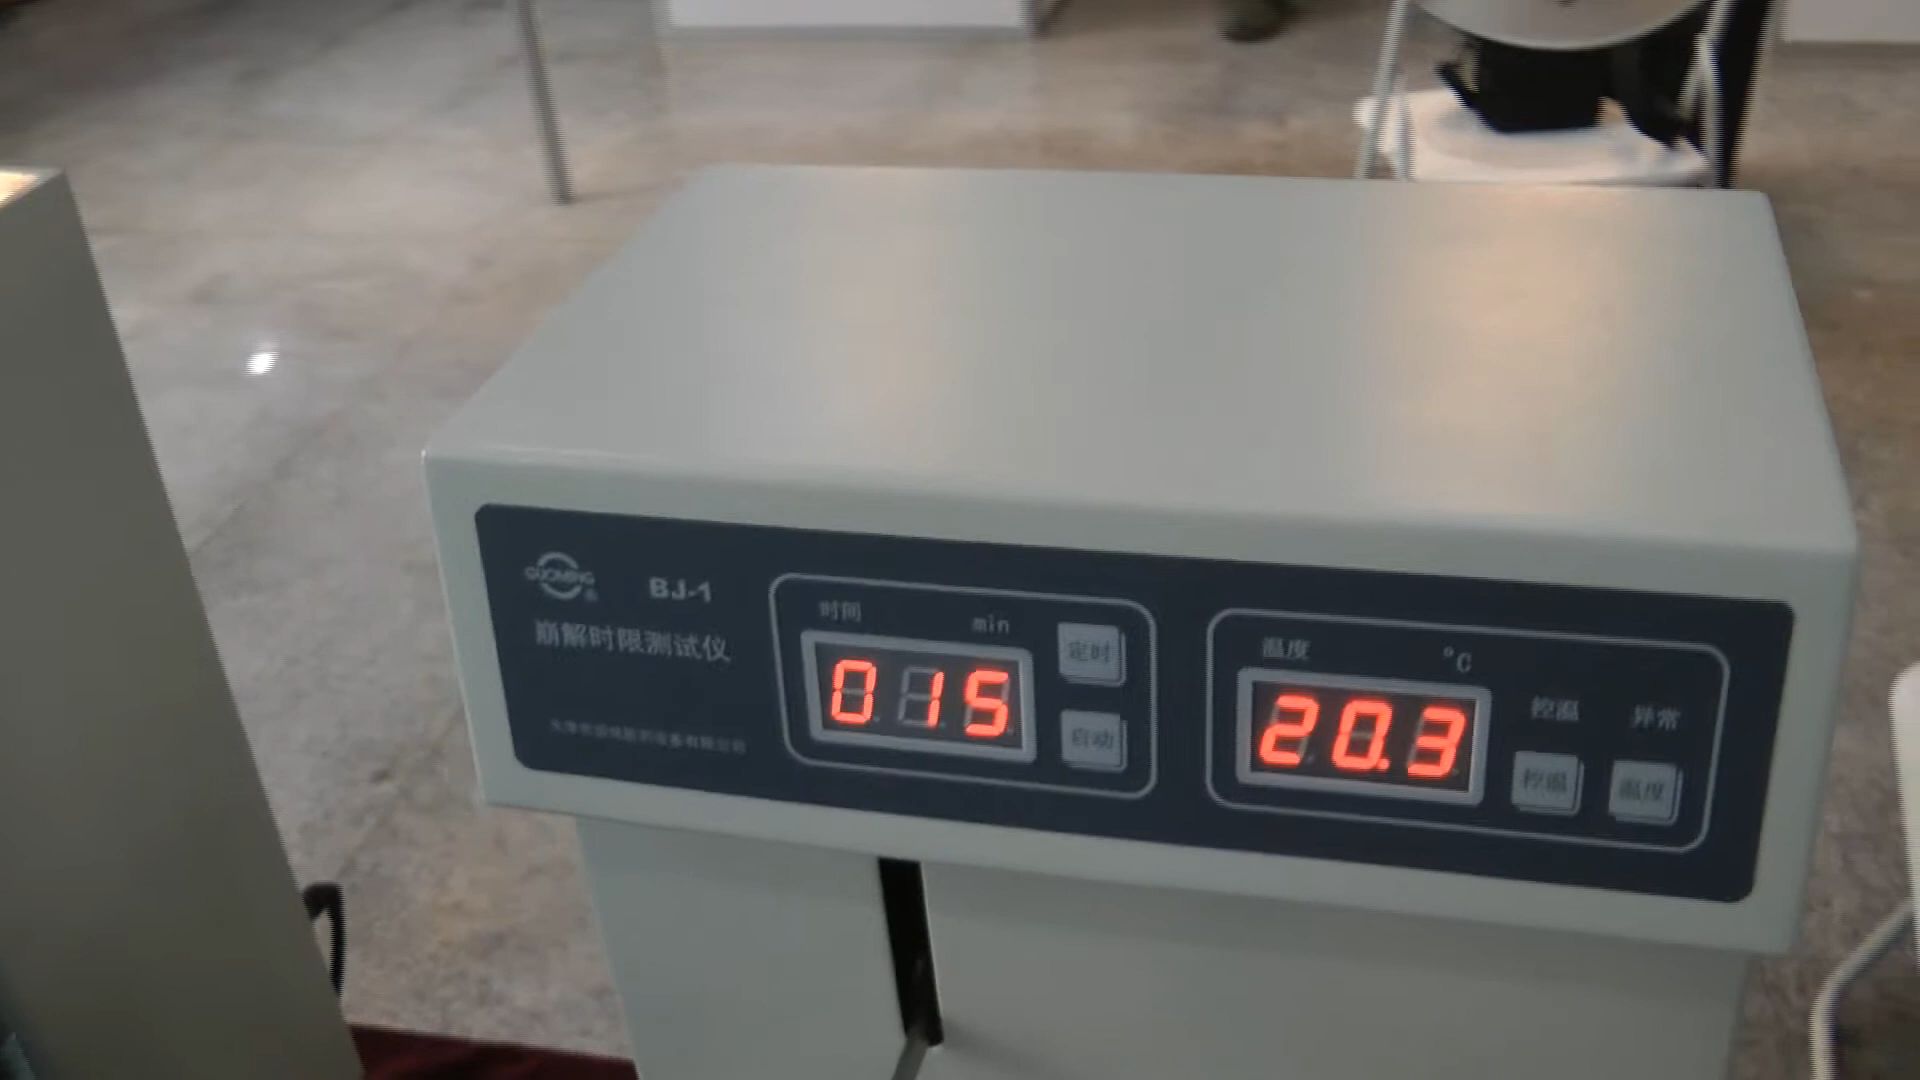 GUOMING
BJ-1
崩解时限测试仪
时间
min
015
定时
启动
温度
°C
20.3
控温
异常
控温
温度